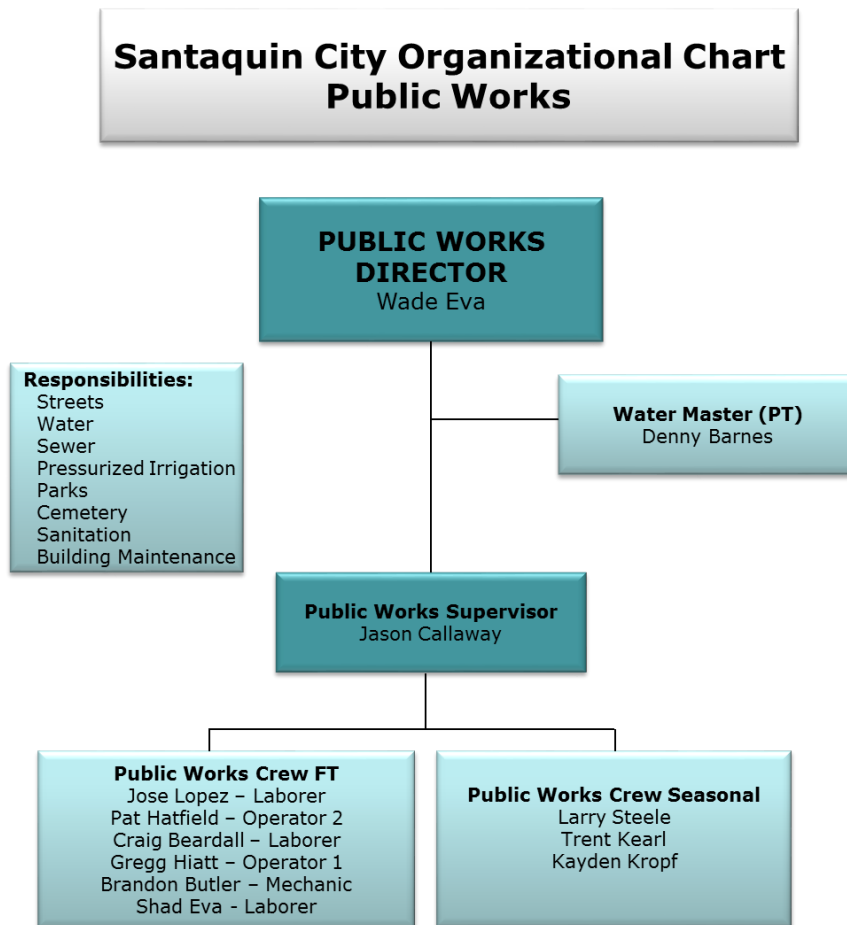 Santaquin City Organizational Chart
Public Works
PUBLIC WORKS
DIRECTOR
Wade Eva
Responsibilities:
Streets
Water
Sewer
Pressurized Irrigation
Parks
Cemetery
Sanitation
Building Maintenance
Water Master (PT)
Denny Barnes
Public Works Supervisor
Jason Callaway
Public Works Crew FT
Jose Lopez – Laborer
Pat Hatfield – Operator 2
Craig Beardall – Laborer
Gregg Hiatt – Operator 1
Brandon Butler – Mechanic
Shad Eva - Laborer
Public Works Crew Seasonal
Larry Steele
Trent Kearl
Kayden Kropf